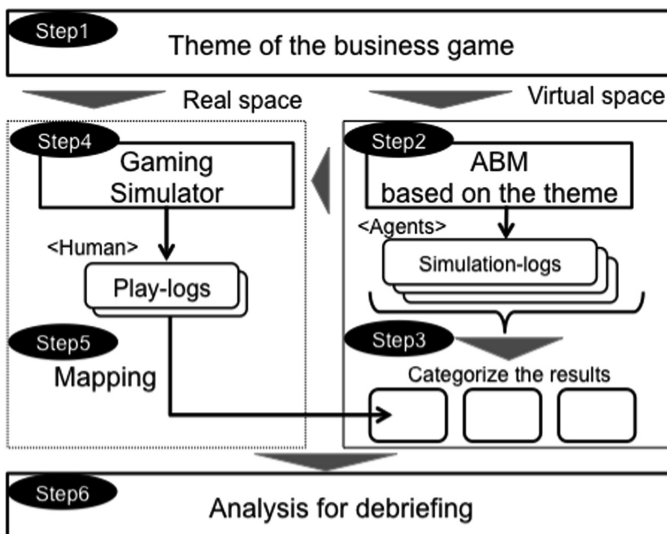 Step1
Theme of the business game
Real space
Virtual space
Step4
Gaming
Simulator
<Human>
Play-logs
Step5
Mapping
Step2
ABM
based on the theme
<Agents>
Simulation-logs
Step3
Categorize the results
Step6
Analysis for debriefing